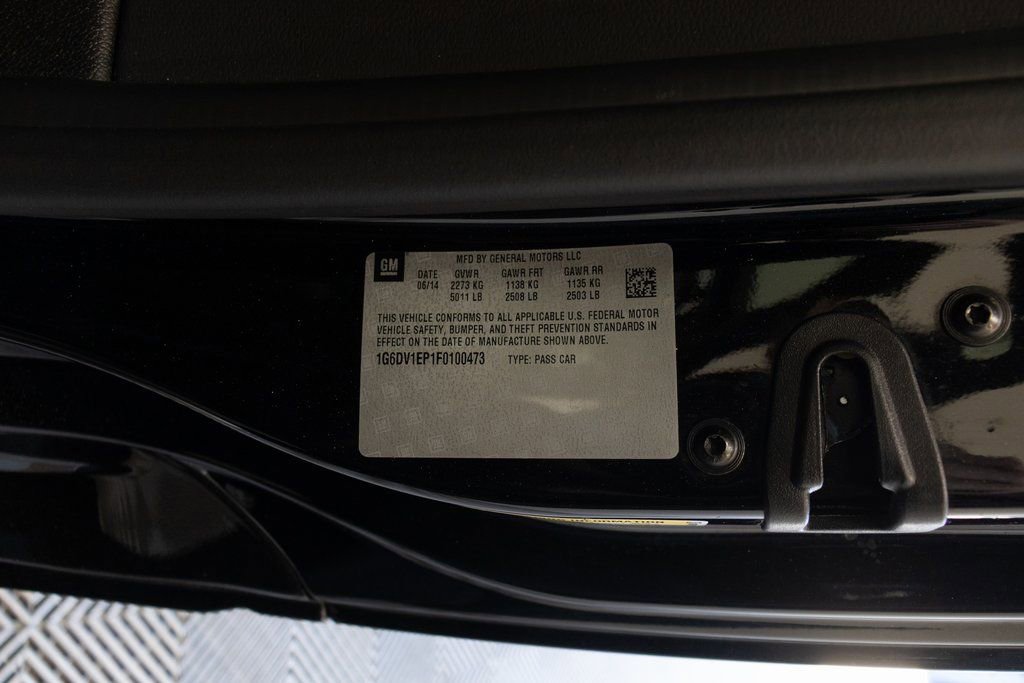 GM
MFD BY GENERAL MOTORS LLC
DATE GVWR GAWR FRT GAWR RR
06/14 2273 KG 1138 KG 1135 KG
5011 LB 2508 LB 2503 LB
THIS VEHICLE CONFORMS TO ALL APPLICABLE U.S. FEDERAL MOTOR
VEHICLE SAFETY, BUMPER, AND THEFT PREVENTION STANDARDS IN
EFFECT ON THE DATE OF MANUFACTURE SHOWN ABOVE.
1G6DV1EP1F0100473 TYPE: PASS CAR
INFORMATION